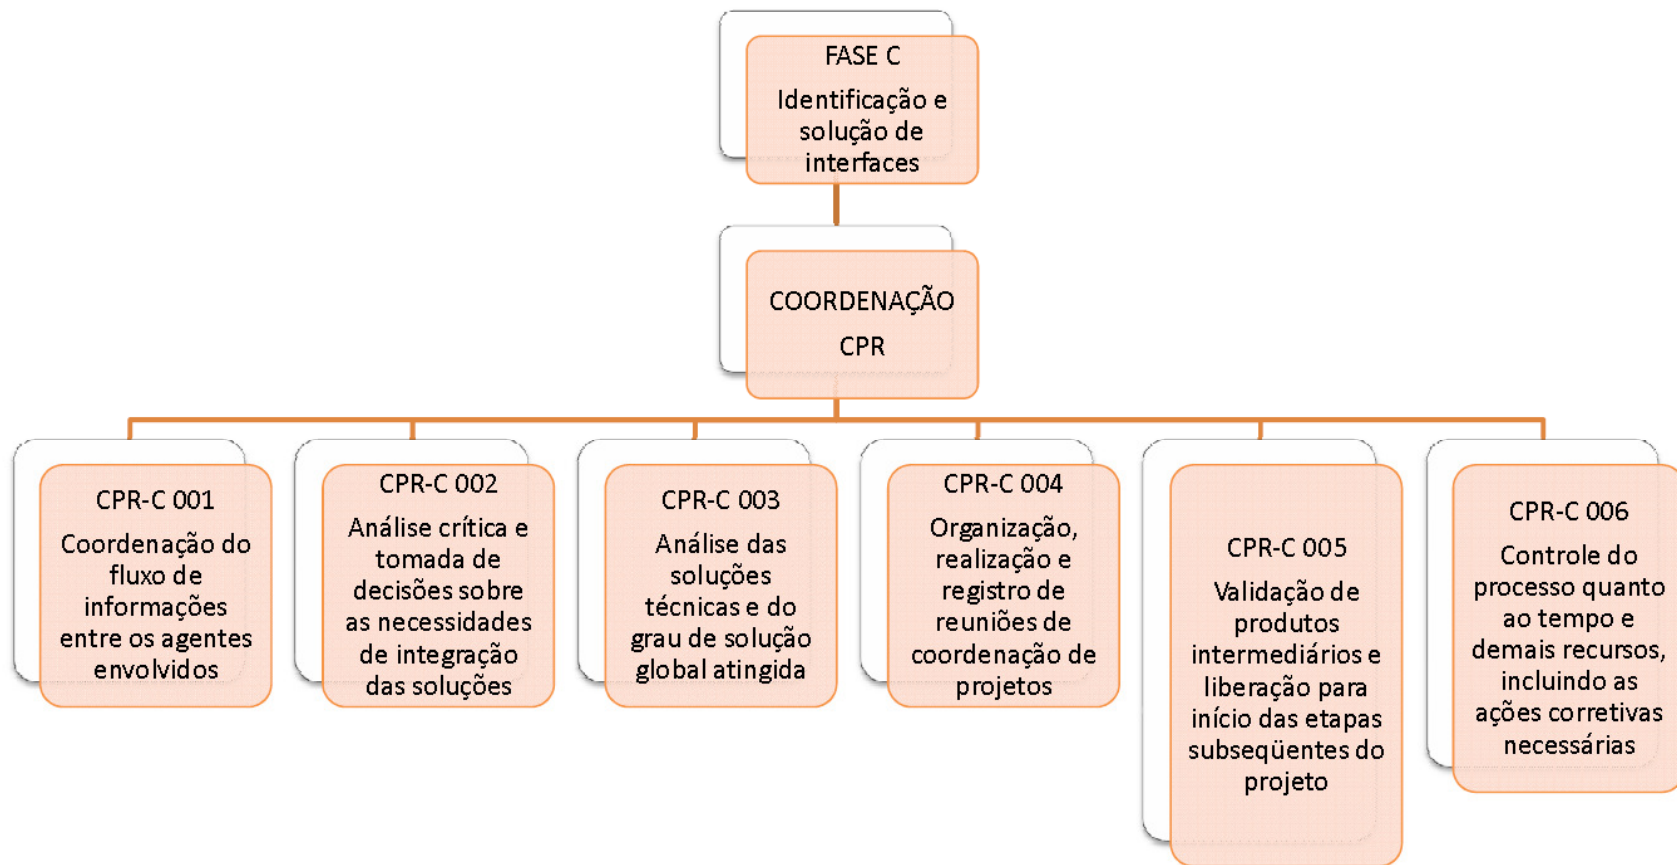 FASE C
Identificação e
solução de
interfaces
COORDENAÇÃO
CPR
CPR-C 001
Coordenação do
fluxo de
informações
entre os agentes
envolvidos
CPR-C 002
Análise crítica e
tomada de
decisões sobre
as necessidades
de integração
das soluções
CPR-C 003
Análise das
soluções
técnicas e do
grau de solução
global atingida
CPR-C 004
Organização,
realização e
registro de
reuniões de
coordenação de
projetos
CPR-C 005
Validação de
produtos
intermediários e
liberação para
início das etapas
subseqüentes do
projeto
CPR-C 006
Controle do
processo quanto
ao tempo e
demais recursos,
incluindo as
ações corretivas
necessárias